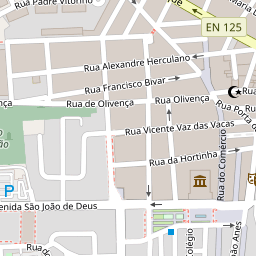 Rua Padre Vitorino
EN 125
Rua Alexandre Herculano
Rua Francisco Bivar
Rua de Olivença
Rua Olivença
Rua Vicente Vaz das Vacas
Rua da Hortinha
Rua do Comércio
P
enida São João de Deus